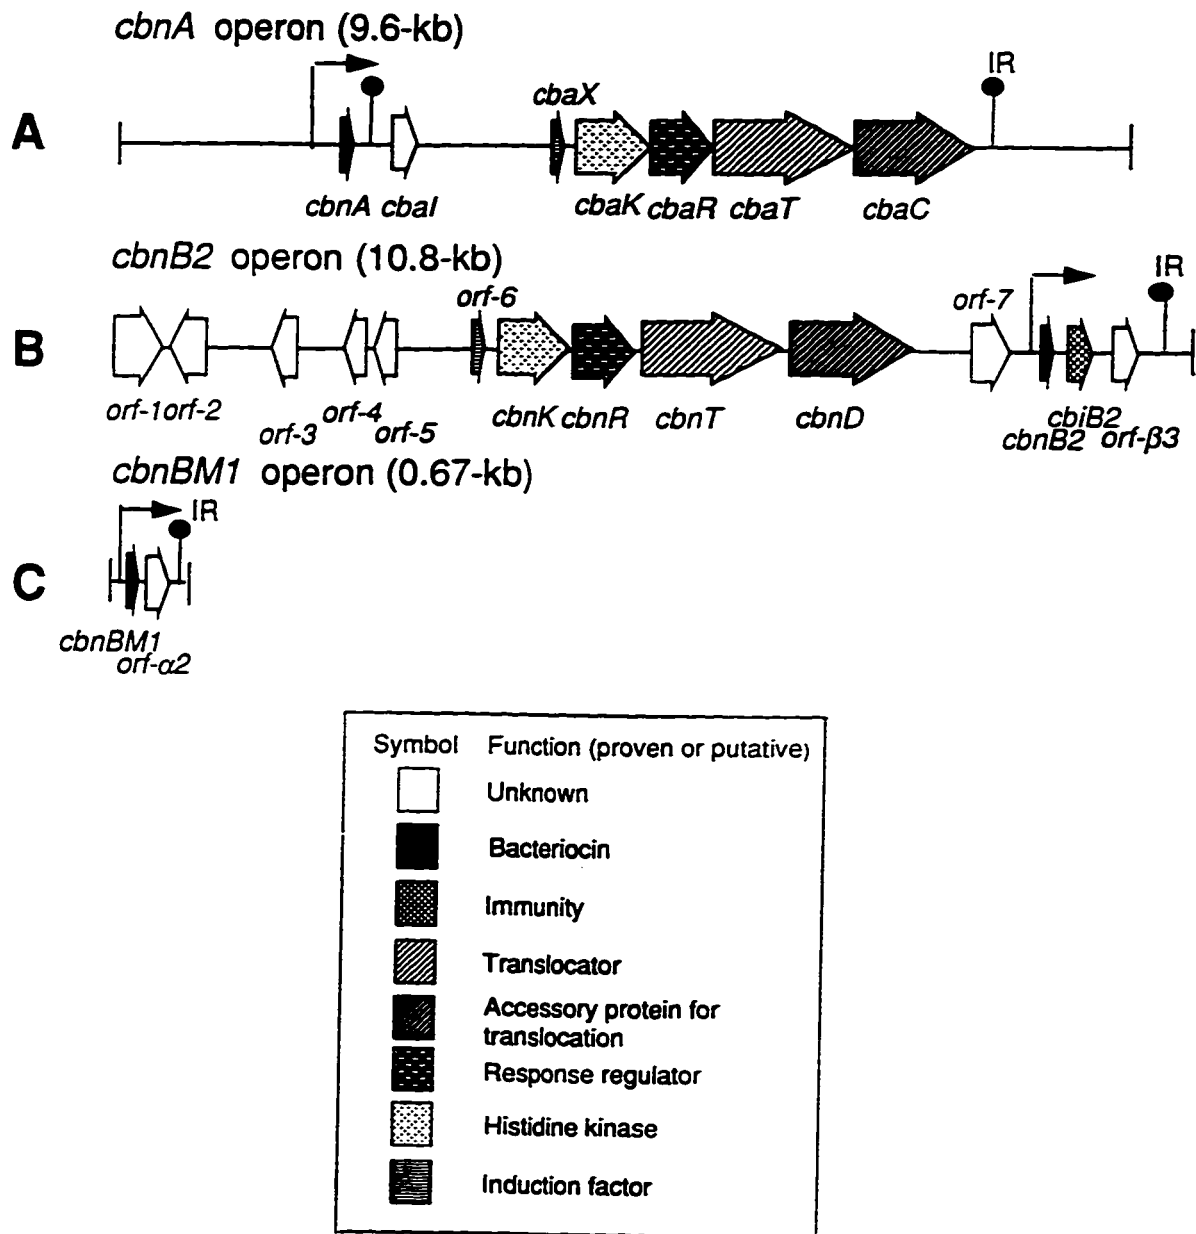 cbnA operon (9.6-kb)
IR
cbaX
A
cbnA cbaI cbaK cbaR cbaT cbaC
cbnB2 operon (10.8-kb)
IR
orf-6 orf-7
B
orf-1 orf-2 orf-3 orf-4 orf-5 cbnK cbnR cbnT cbnD cbnB2 cbiB2 orf-β3
cbnBM1 operon (0.67-kb)
IR
C
cbnBM1
orf-α2
Symbol Function (proven or putative)
Unknown
Bacteriocin
Immunity
Translocator
Accessory protein for
translocation
Response regulator
Histidine kinase
Induction factor